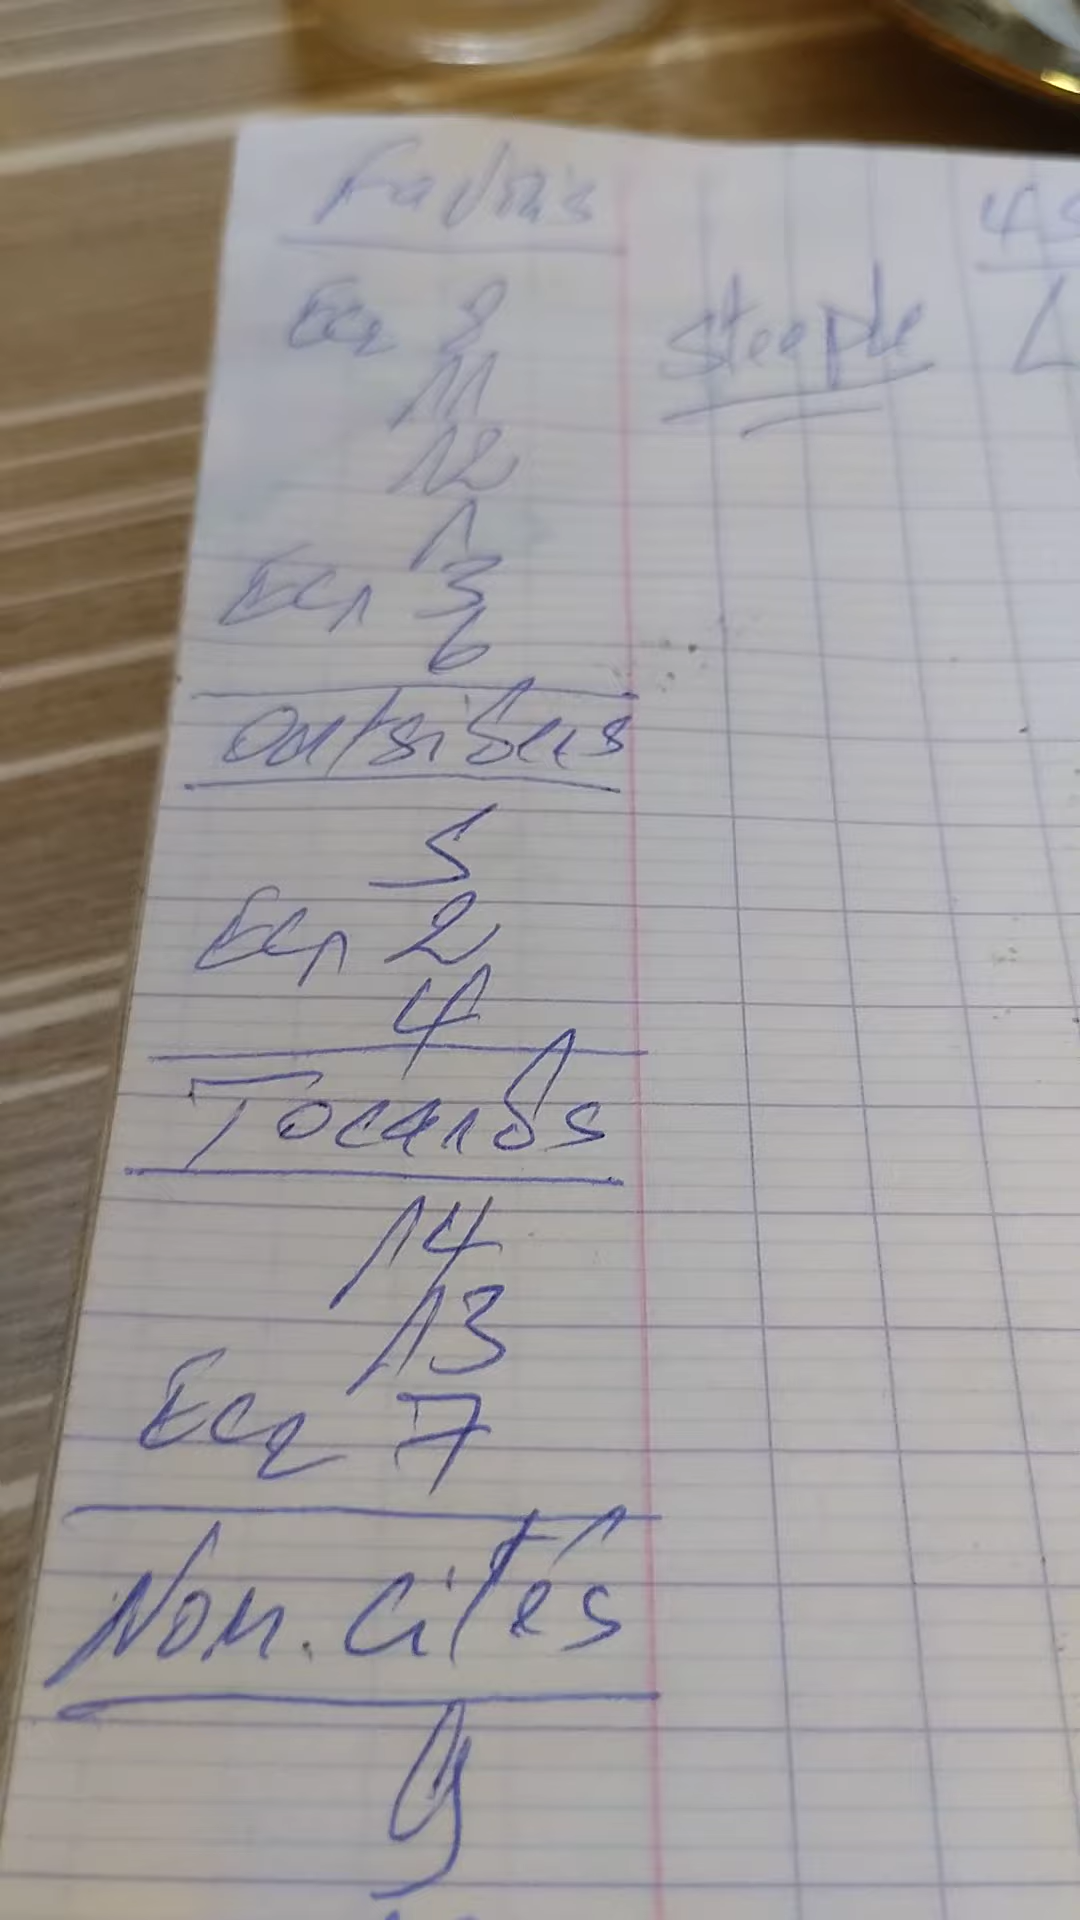 Favoris
Ec2 8
11
12
1
Ec1 3
6
Outsiders
5
Ec1 2
4
Tocards
14
13
Ec2 7
Non. cités
9
Steeple